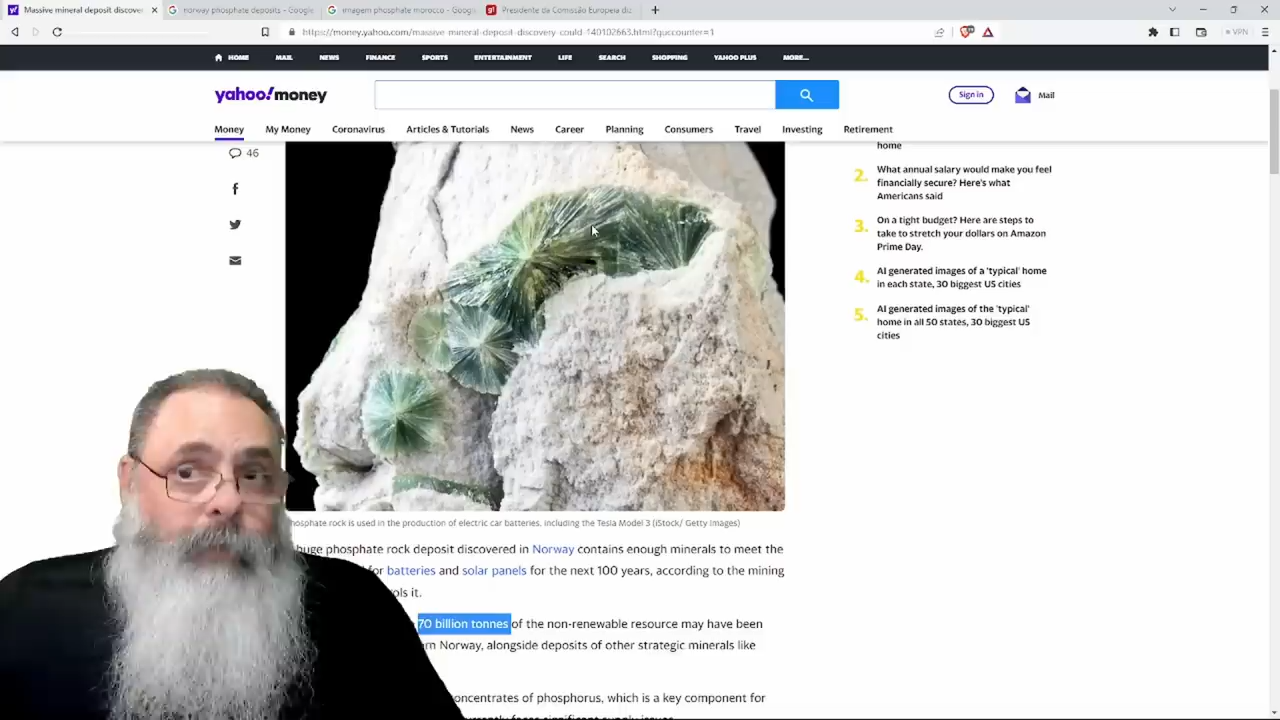 Massive mineral deposit discover
norway phosphate deposits - Google
imagem phosphate morocco - Goog
Presidente da Comissão Europeia diz
https://money.yahoo.com/massive-mineral-deposit-discovery-could-140102663.html?guccounter=1
VPN
HOME
MAIL
NEWS
FINANCE
SPORTS
ENTERTAINMENT
LIFE
SEARCH
SHOPPING
YAHOO PLUS
MORE...
yahoo!money
Sign in
Mail
Money
My Money
Coronavirus
Articles & Tutorials
News
Career
Planning
Consumers
Travel
Investing
Retirement
46
home
2. What annual salary would make you feel
financially secure? Here's what
Americans said
3. On a tight budget? Here are steps to
take to stretch your dollars on Amazon
Prime Day.
4. AI generated images of a 'typical' home
in each state, 30 biggest US cities
5. AI generated images of the 'typical'
home in all 50 states, 30 biggest US
cities
hosphate rock is used in the production of electric car batteries, including the Tesla Model 3 (iStock/ Getty Images)
huge phosphate rock deposit discovered in Norway contains enough minerals to meet the
for batteries and solar panels for the next 100 years, according to the mining
ols it.
70 billion tonnes of the non-renewable resource may have been
rn Norway, alongside deposits of other strategic minerals like
oncentrates of phosphorus, which is a key component for